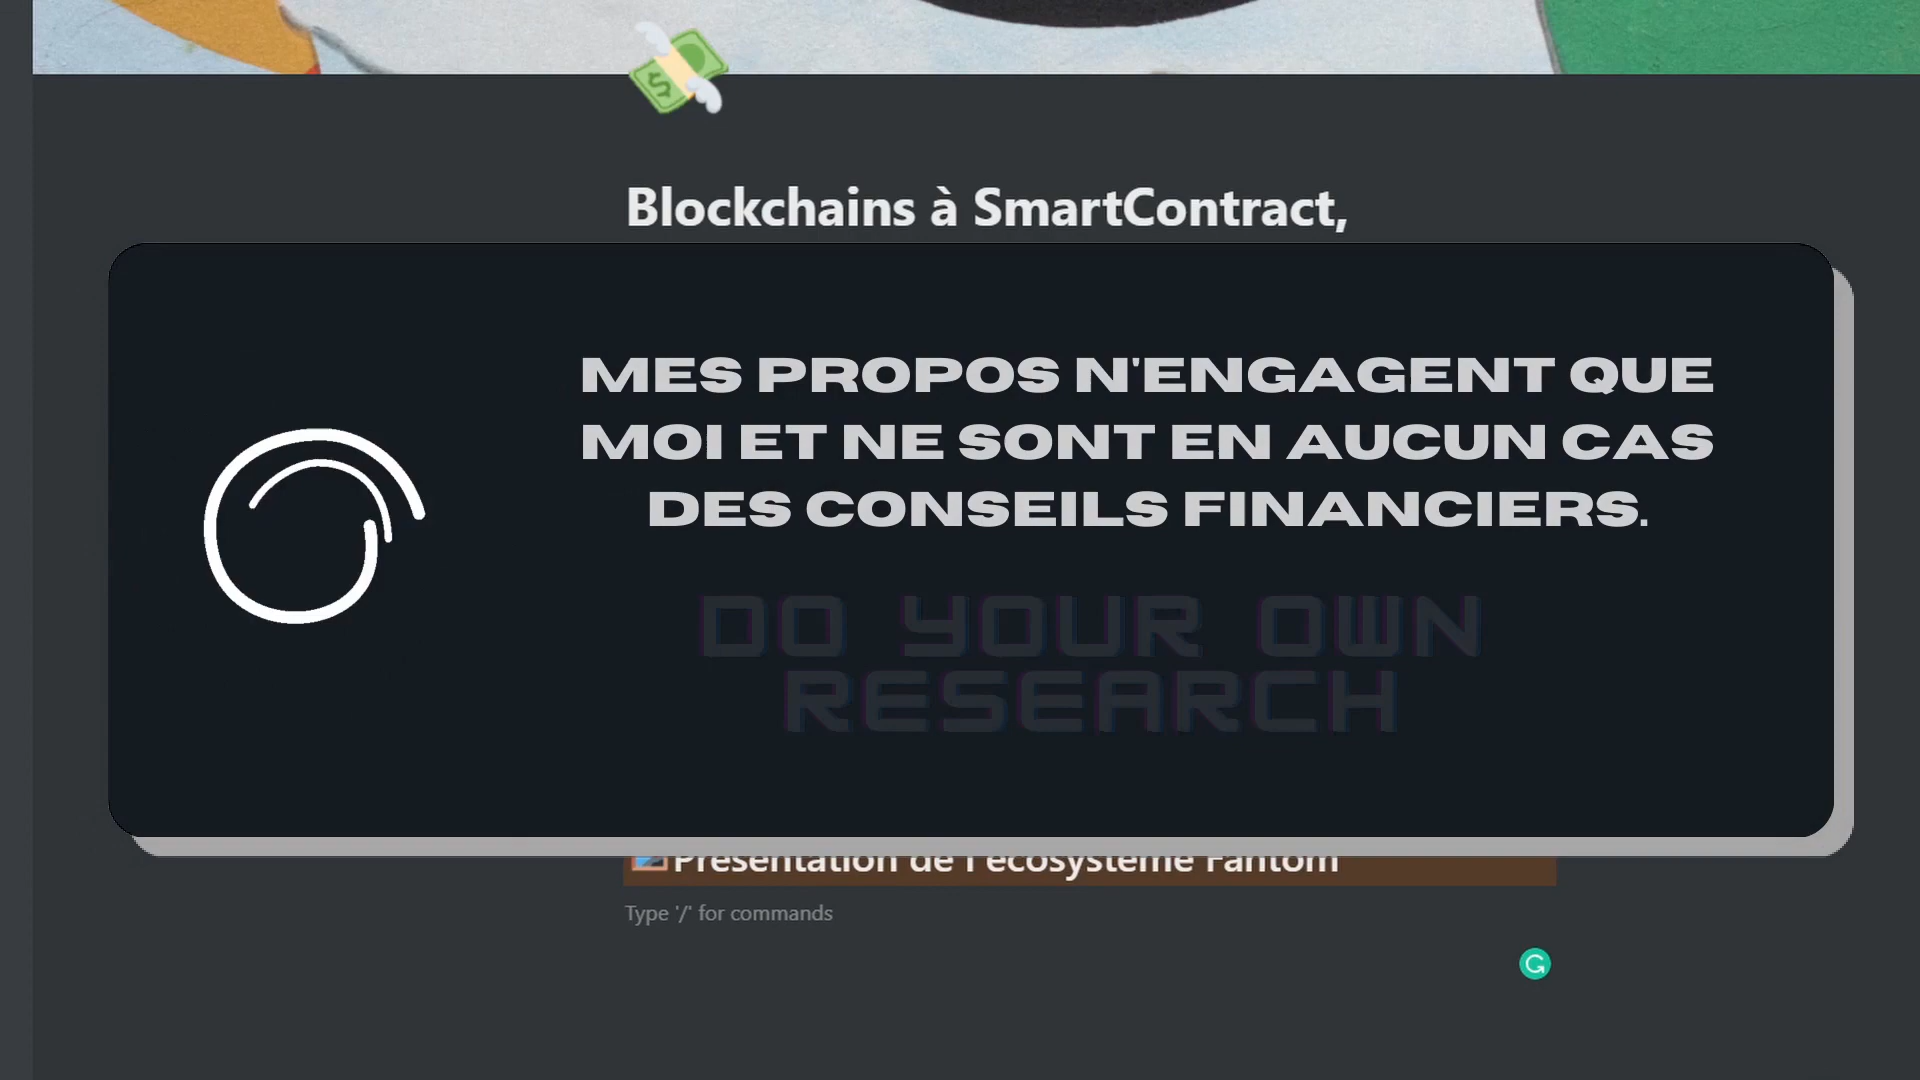 Blockchains à SmartContract,
MES PROPOS N'ENGAGENT QUE
MOI ET NE SONT EN AUCUN CAS
DES CONSEILS FINANCIERS.
DO YOUR OWN
RESEARCH
Présentation de l'écosystème Fantom
Type '/' for commands